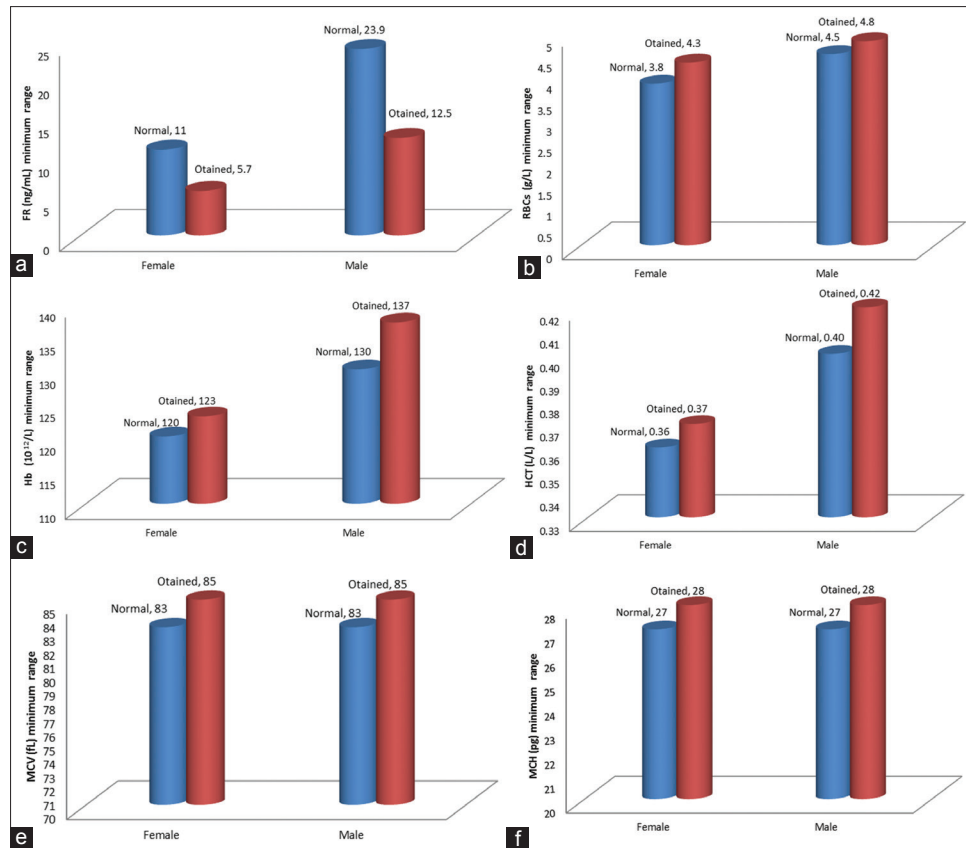 FR (ng/mL) minimum range
25
20
15
10
5
0
Normal, 11
Otained, 5.7
Normal, 23.9
Otained, 12.5
Female
Male
a
RBCs (g/L) minimum range
5
4.5
4
3.5
3
2.5
2
1.5
1
0.5
0
Normal, 3.8
Otained, 4.3
Normal, 4.5
Otained, 4.8
Female
Male
b
Hb (10¹²/L) minimum range
140
135
130
125
120
115
110
Normal, 120
Otained, 123
Normal, 130
Otained, 137
Female
Male
c
HCT (L/L) minimum range
0.42
0.41
0.40
0.39
0.38
0.37
0.36
0.35
0.34
0.33
Normal, 0.36
Otained, 0.37
Normal, 0.40
Otained, 0.42
Female
Male
d
MCV (fL) minimum range
85
84
83
82
81
80
79
78
77
76
75
74
73
72
71
70
Normal, 83
Otained, 85
Normal, 83
Otained, 85
Female
Male
e
MCH (pg) minimum range
28
27
26
25
24
23
22
21
20
Normal, 27
Otained, 28
Normal, 27
Otained, 28
Female
Male
f